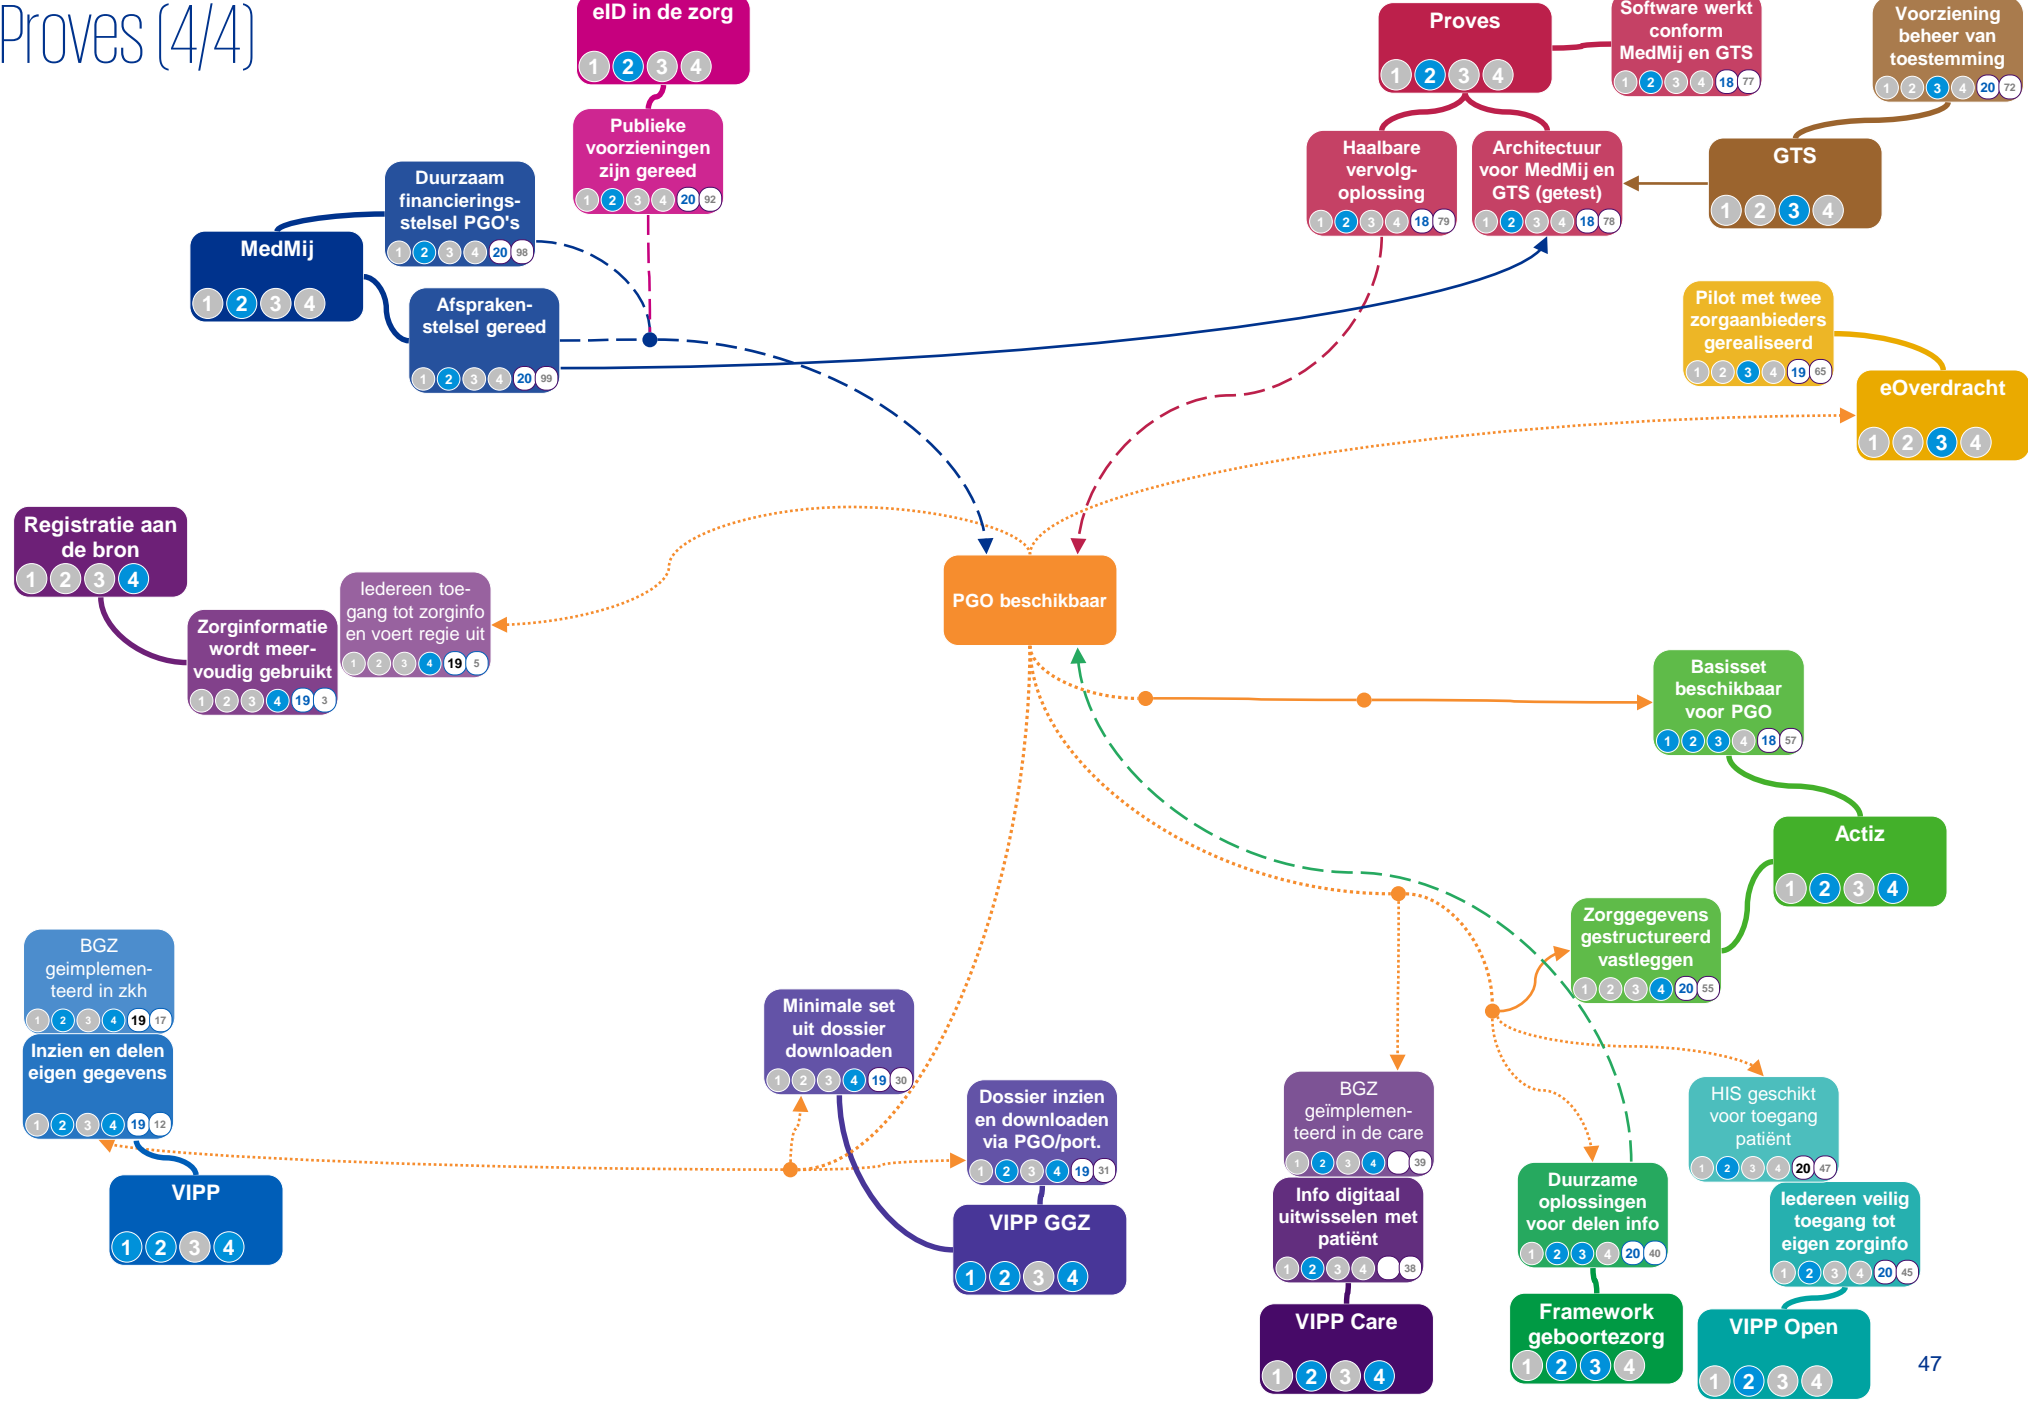 Proves (4/4)
eID in de zorg
1 2 3 4
Publieke
voorzieningen
zijn gereed
1 2 3 4 20 92
Proves
1 2 3 4
Software werkt
conform
MedMij en GTS
1 2 3 4 18 77
Voorziening
beheer van
toestemming
1 2 3 4 20 72
Haalbare
vervolg-
oplossing
1 2 3 4 18 79
Architectuur
voor MedMij en
GTS (getest)
1 2 3 4 18 78
GTS
1 2 3 4
Duurzaam
financierings-
stelsel PGO's
1 2 3 4 20 98
MedMij
1 2 3 4
Afspraken-
stelsel gereed
1 2 3 4 20 99
Pilot met twee
zorgaanbieders
gerealiseerd
1 2 3 4 19 65
eOverdracht
1 2 3 4
Registratie aan
de bron
1 2 3 4
Iedereen toe-
gang tot zorginfo
en voert regie uit
1 2 3 4 19 5
Zorginformatie
wordt meer-
voudig gebruikt
1 2 3 4 19 3
PGO beschikbaar
Basisset
beschikbaar
voor PGO
1 2 3 4 18 57
Actiz
1 2 3 4
Zorggegevens
gestructureerd
vastleggen
1 2 3 4 20 55
BGZ
geimplemen-
teerd in zkh
1 2 3 4 19 17
Inzien en delen
eigen gegevens
1 2 3 4 19 12
VIPP
1 2 3 4
Minimale set
uit dossier
downloaden
1 2 3 4 19 30
Dossier inzien
en downloaden
via PGO/port.
1 2 3 4 19 31
VIPP GGZ
1 2 3 4
BGZ
geïmplemen-
teerd in de care
1 2 3 4 39
Info digitaal
uitwisselen met
patiënt
1 2 3 4 38
VIPP Care
1 2 3 4
Duurzame
oplossingen
voor delen info
1 2 3 4 20 40
Framework
geboortezorg
1 2 3 4
HIS geschikt
voor toegang
patiënt
1 2 3 4 20 47
Iedereen veilig
toegang tot
eigen zorginfo
1 2 3 4 20 45
VIPP Open
1 2 3 4
47